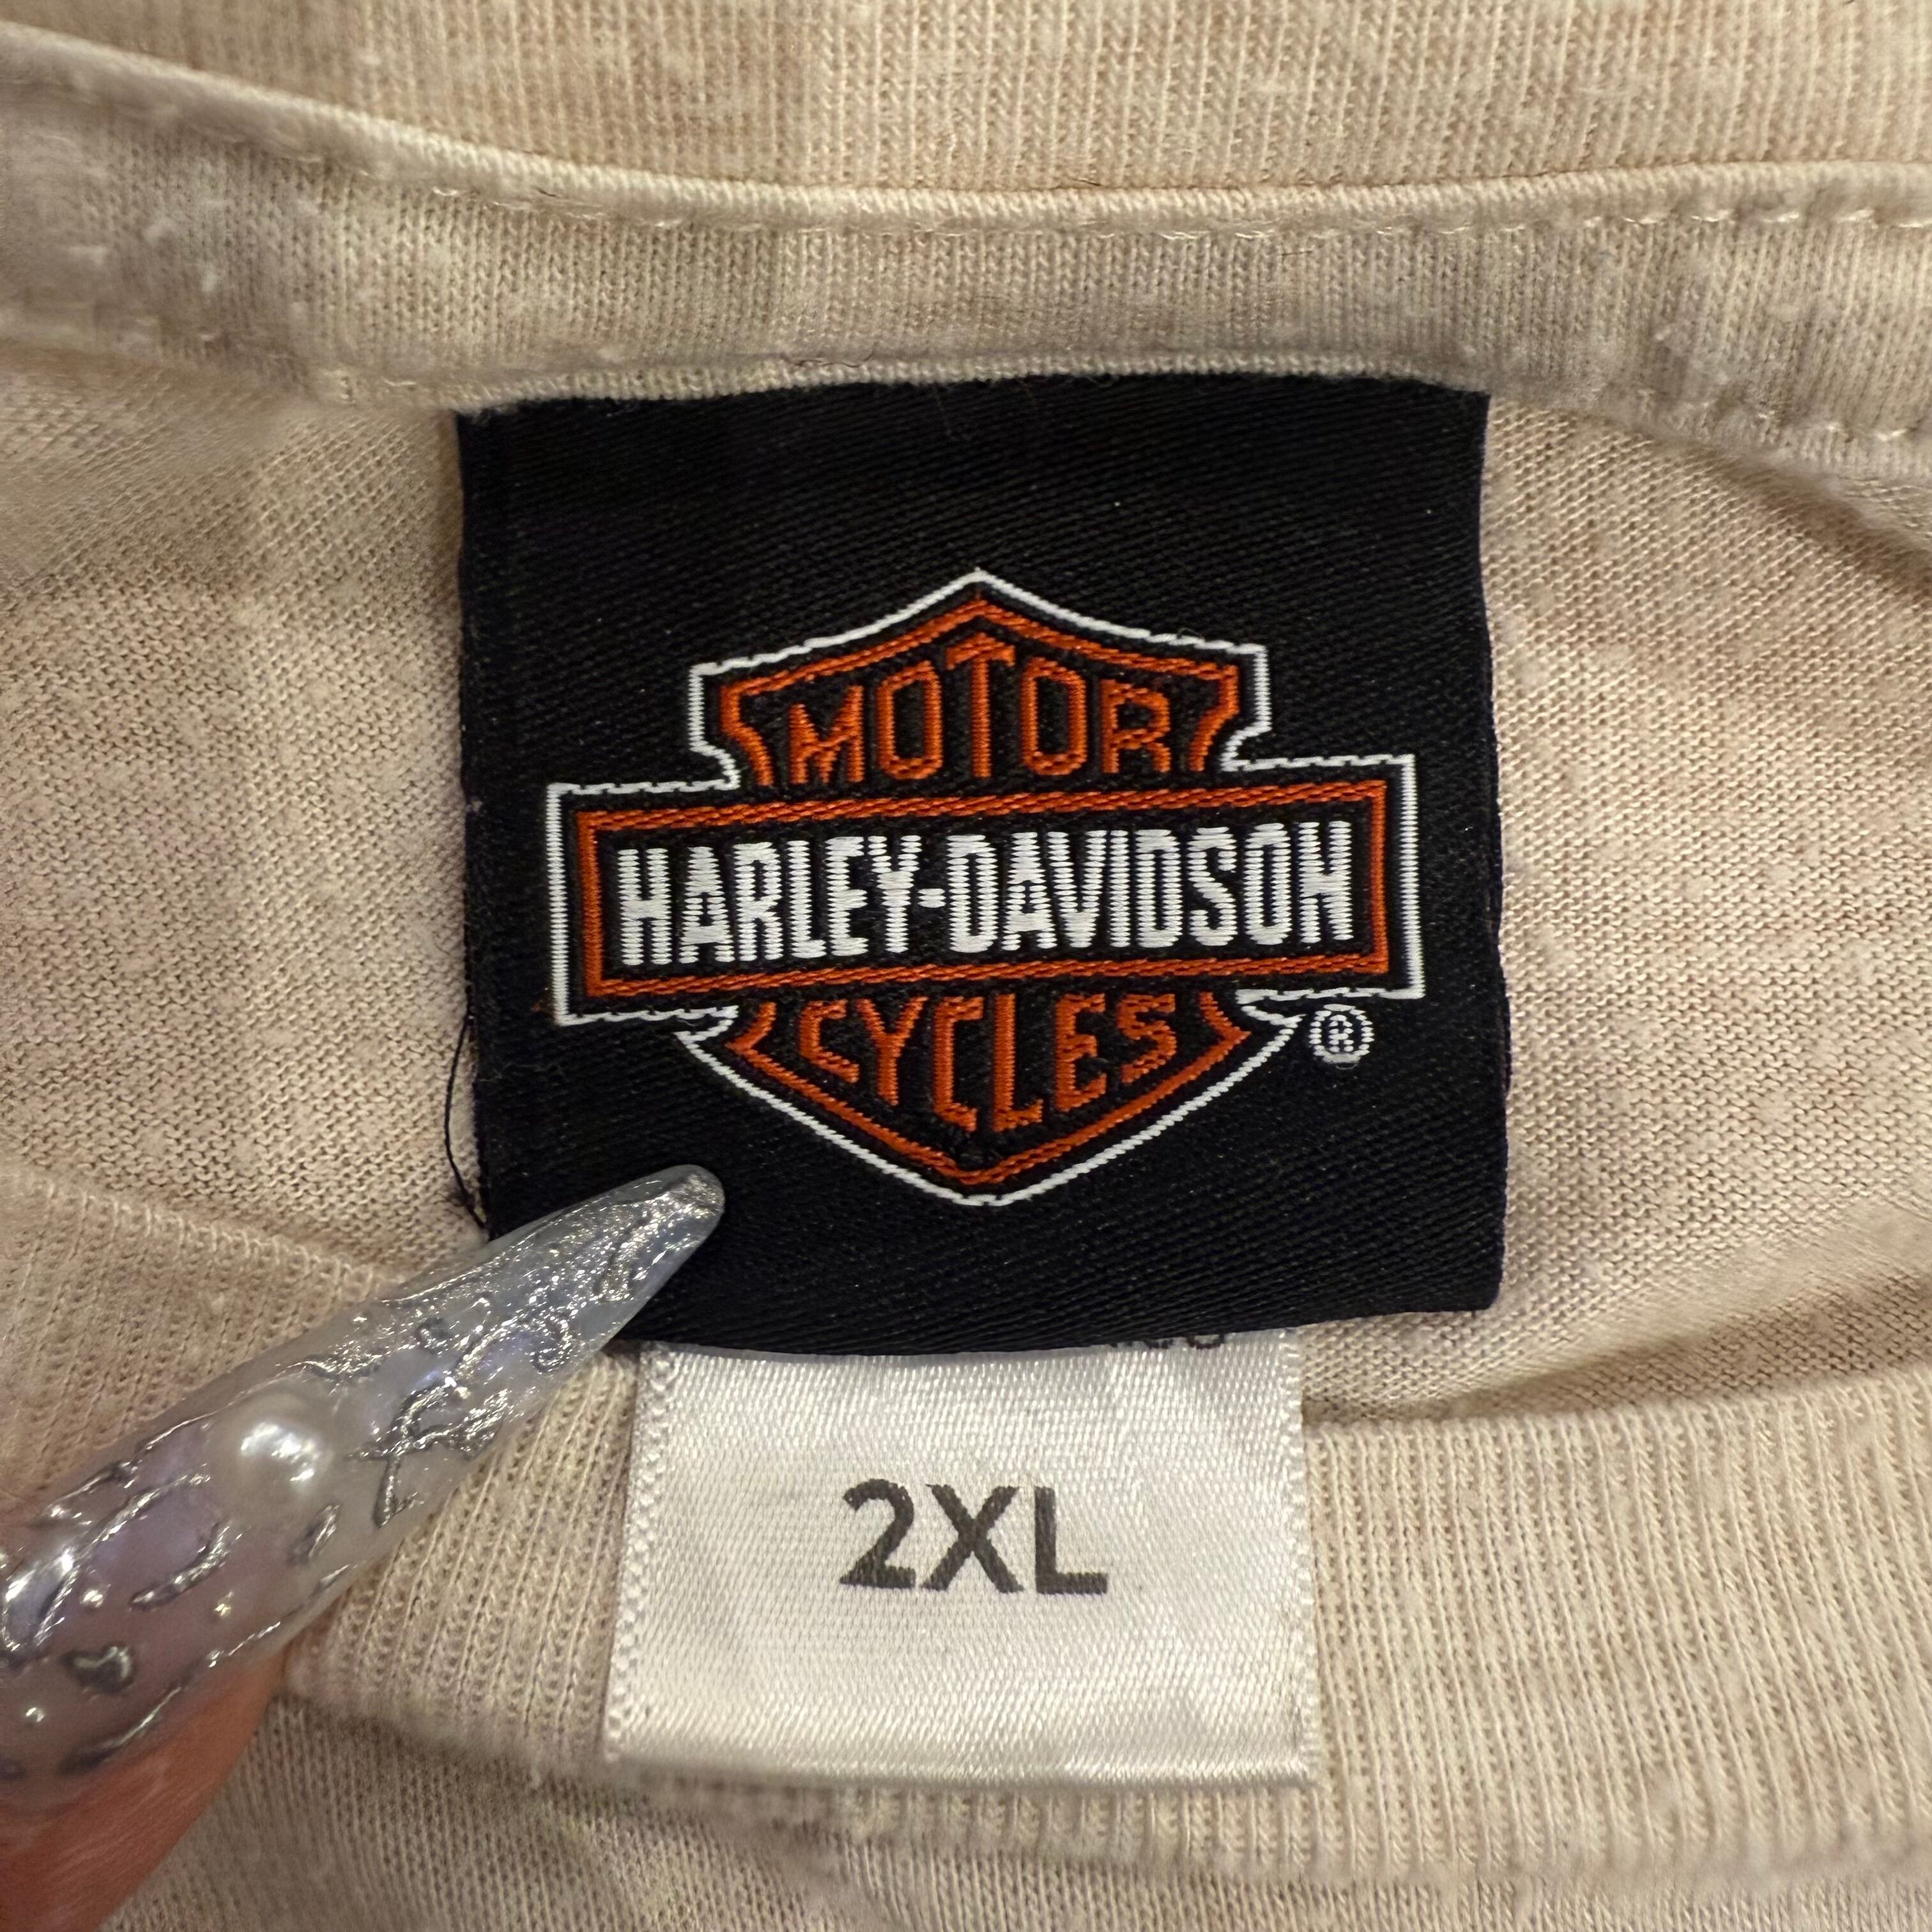 MOTOR
HARLEY-DAVIDSON
CYCLES
®
2XL